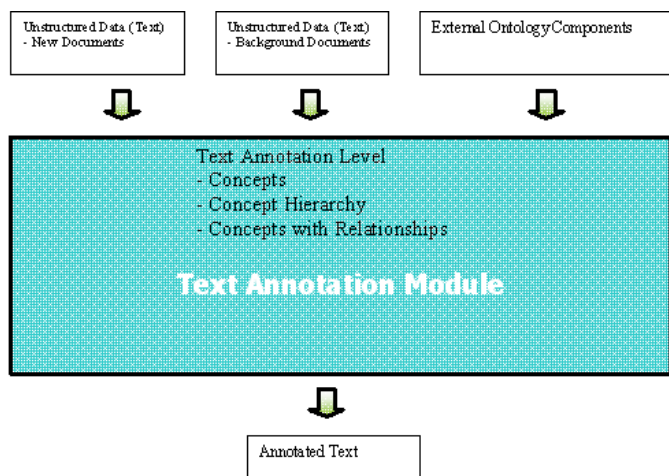 Unstructured Data (Text)
- New Documents
Unstructured Data (Text)
- Background Documents
External Ontology Components
Text Annotation Level
- Concepts
- Concept Hierarchy
- Concepts with Relationships
Text Annotation Module
Annotated Text